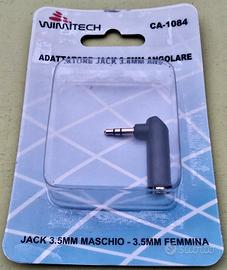 WIMITECH
CA-1084
ADATTATORE JACK 3.5MM ANGOLARE
JACK 3.5MM MASCHIO - 3.5MM FEMMINA